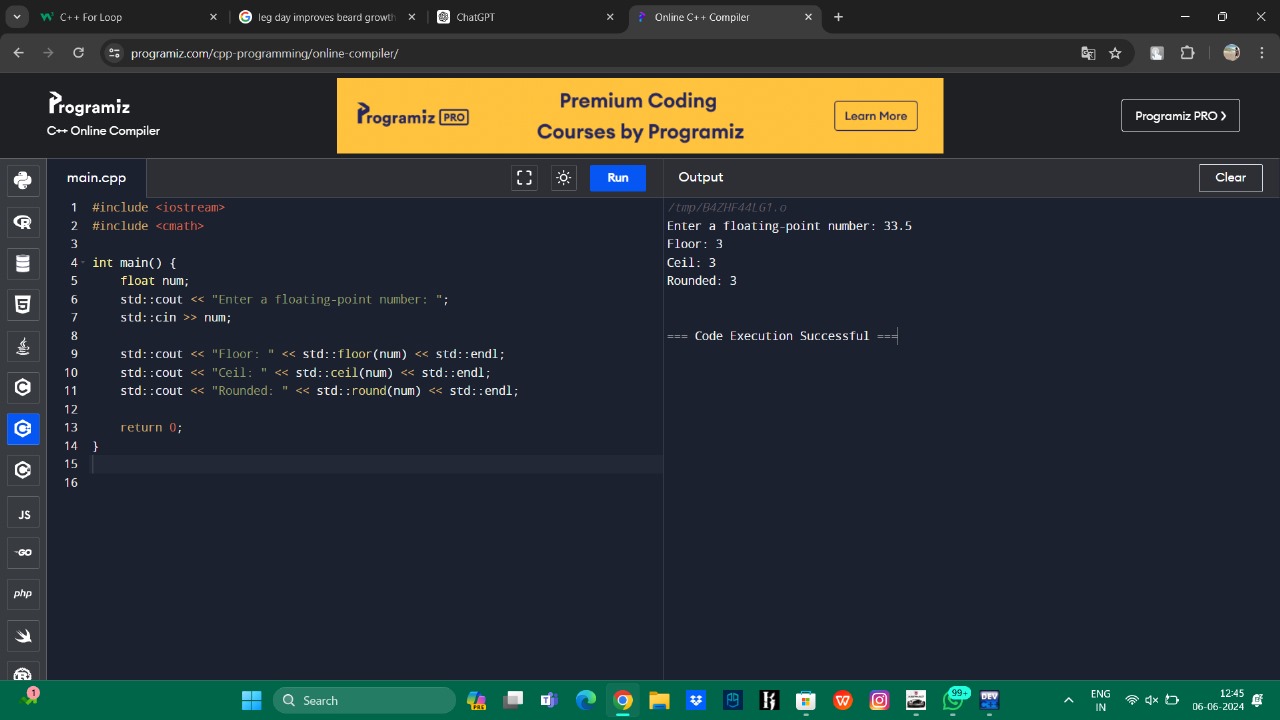 C++ For Loop
leg day improves beard growth
ChatGPT
Online C++ Compiler
programiz.com/cpp-programming/online-compiler/
Programiz
C++ Online Compiler
Programiz PRO
Premium Coding
Courses by Programiz
Learn More
Programiz PRO ›
main.cpp
Run
Output
Clear
1 #include <iostream>
2 #include <cmath>
3
4 int main() {
5 float num;
6 std::cout << "Enter a floating-point number: ";
7 std::cin >> num;
8
9 std::cout << "Floor: " << std::floor(num) << std::endl;
10 std::cout << "Ceil: " << std::ceil(num) << std::endl;
11 std::cout << "Rounded: " << std::round(num) << std::endl;
12
13 return 0;
14 }
15
16
/tmp/B4ZHF44LG1.o
Enter a floating-point number: 33.5
Floor: 3
Ceil: 3
Rounded: 3
=== Code Execution Successful ===
JS
GO
php
1
Search
PRE
99+
DEV
ENG
IN
12:45
06-06-2024